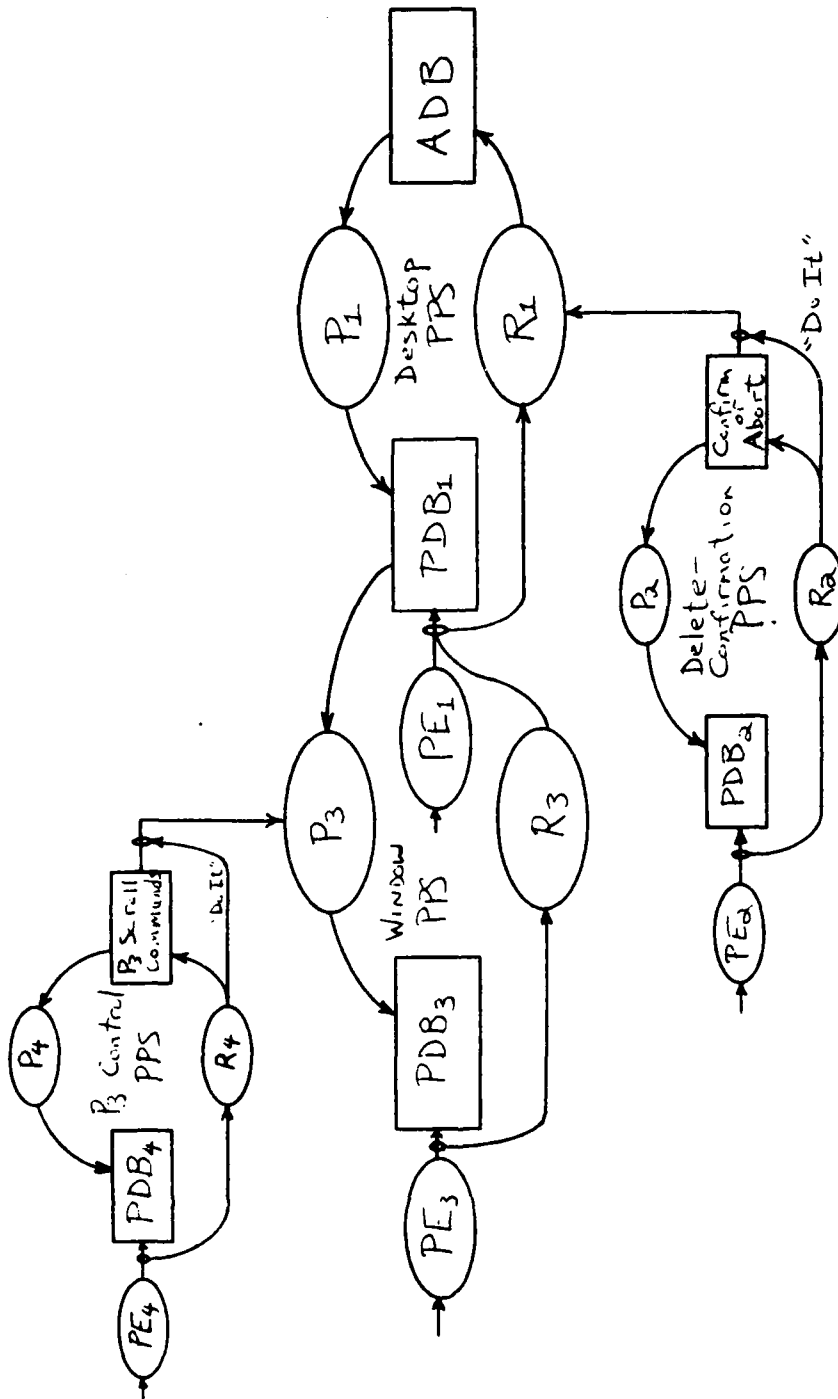 PE₄
PDB₄
P₄
P₃ Control
PPS
R₄
P₃ Scroll
Commands
"Do It"
PE₃
PDB₃
P₃
Window
PPS
R₃
PE₁
PDB₁
P₁
Desktop
PPS
R₁
ADB
PE₂
PDB₂
P₂
Delete-
Confirmation
PPS
R₂
Confirm
or
Abort
"Do It"